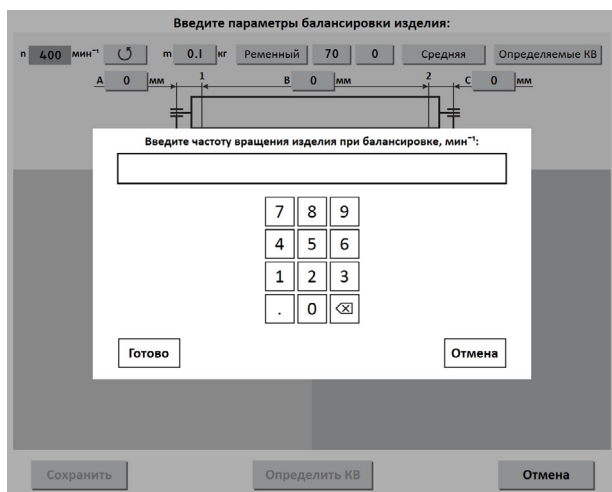 Введите параметры балансировки изделия:
n 400 мин⁻¹ m 0.1 кг Ременный 70 0 Средняя Определяемые КВ
A 0 мм 1 B 0 мм 2 C 0 мм
Введите частоту вращения изделия при балансировке, мин⁻¹:
7 8 9
4 5 6
1 2 3
. 0
Готово Отмена
Сохранить Определить КВ Отмена